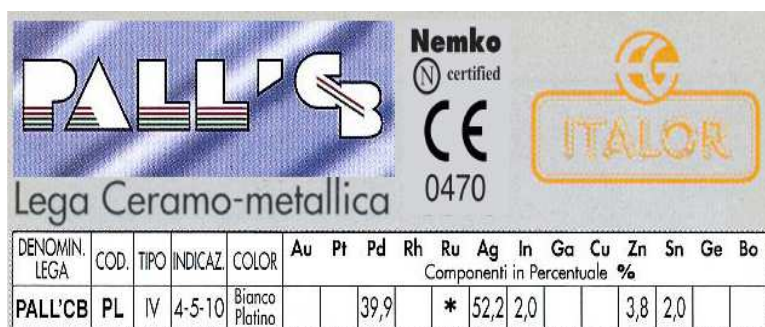 PALL'CB
Nemko
N certified
CE
0470
ITALOR
Lega Ceramo-metallica
DENOMIN. LEGA COD. TIPO INDICAZ. COLOR Au Pt Pd Rh Ru Ag In Ga Cu Zn Sn Ge Bo
Componenti in Percentuale %
PALL'CB PL IV 4-5-10 Bianco Platino 39,9 * 52,2 2,0 3,8 2,0